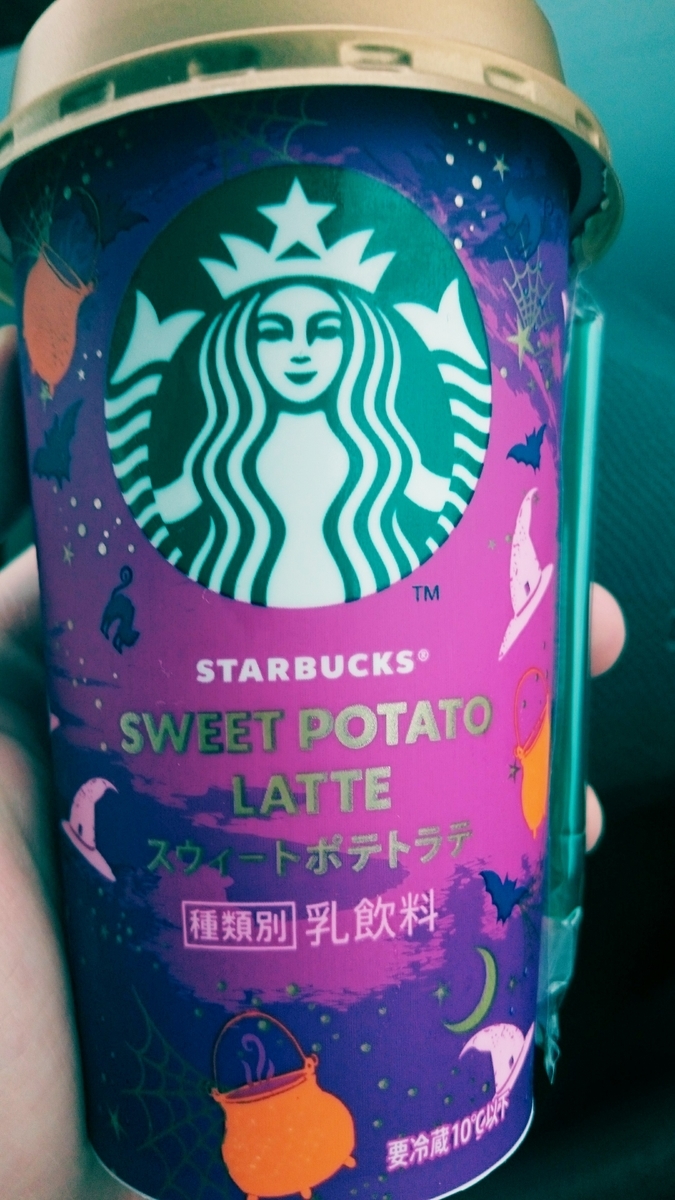 TM
STARBUCKS®
SWEET POTATO
LATTE
スウィートポテトラテ
種類別 乳飲料
要冷蔵10℃以下